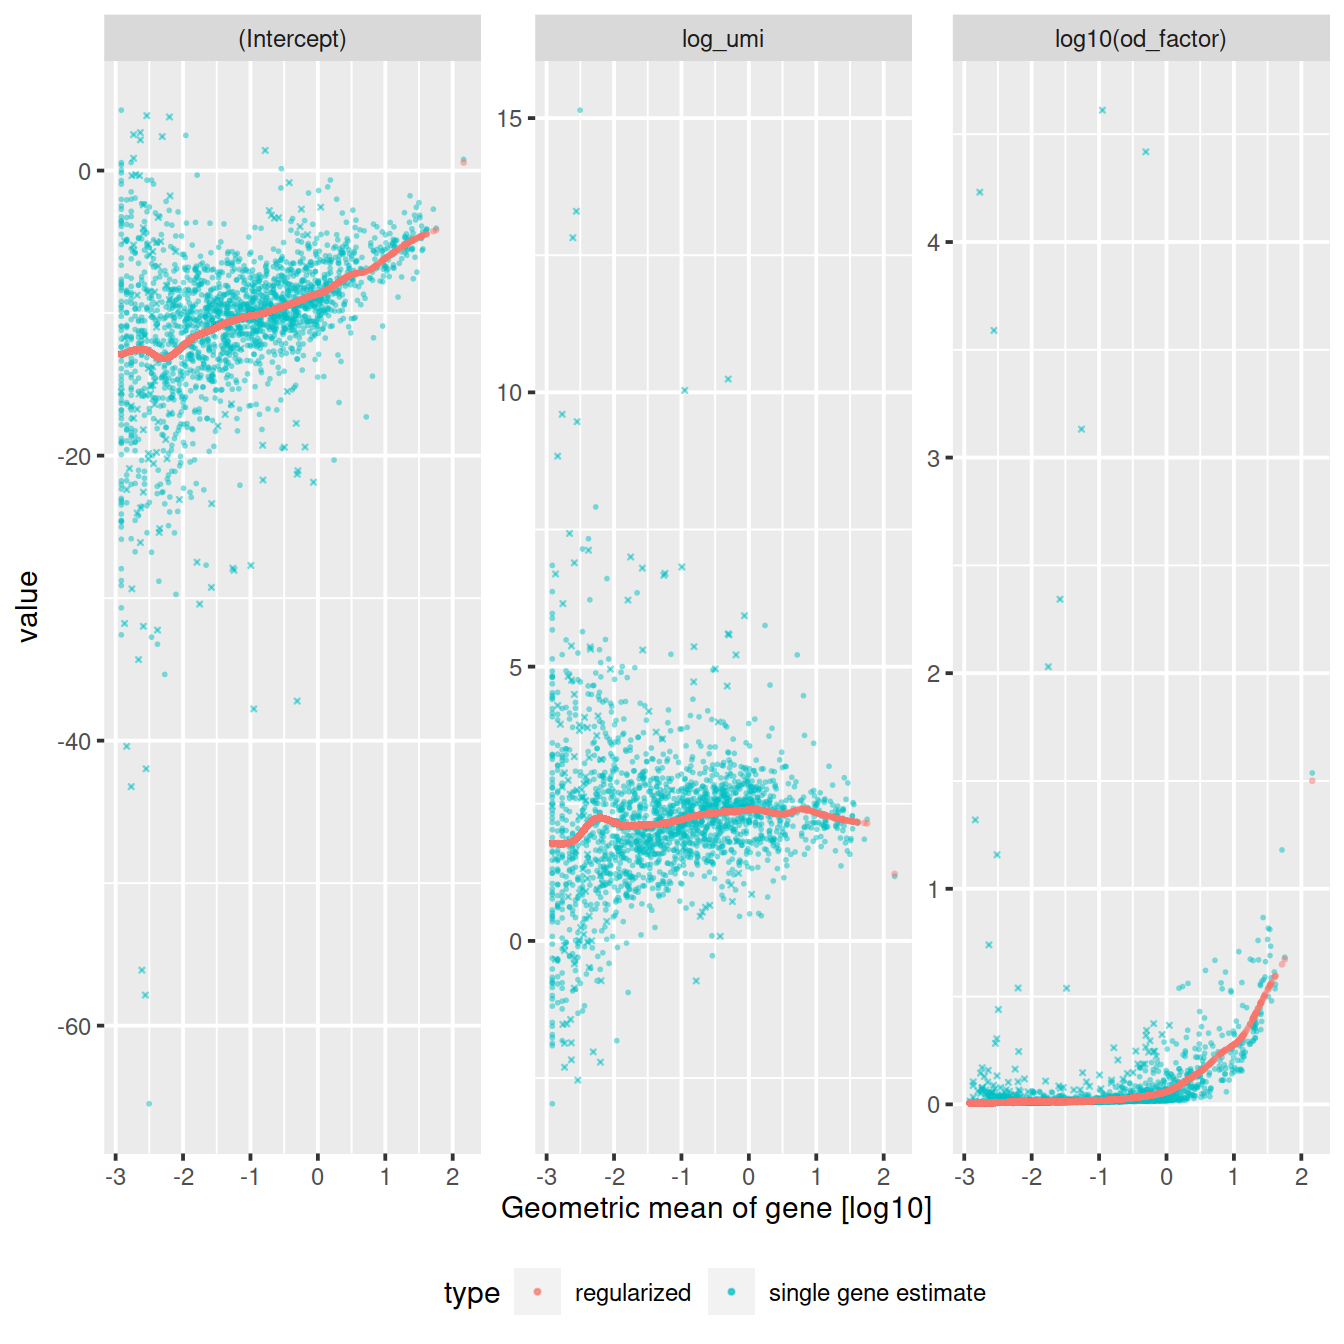 (Intercept) log_umi log10(od_factor)
0
-20
-40
-60
15
10
5
0
4
3
2
1
0
value
-3 -2 -1 0 1 2 -3 -2 -1 0 1 2 -3 -2 -1 0 1 2
Geometric mean of gene [log10]
type regularized single gene estimate